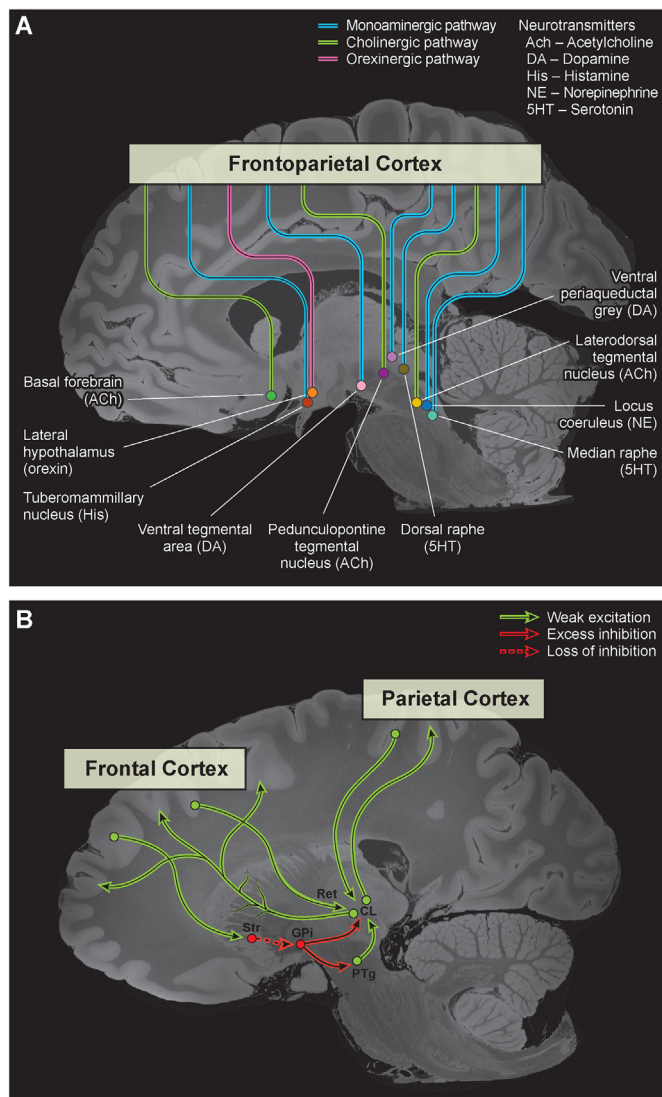 A
Monoaminergic pathway
Cholinergic pathway
Orexinergic pathway
Neurotransmitters
Ach – Acetylcholine
DA – Dopamine
His – Histamine
NE – Norepinephrine
5HT – Serotonin
Frontoparietal Cortex
Ventral
periaqueductal
grey (DA)
Laterodorsal
tegmental
nucleus (ACh)
Locus
coeruleus (NE)
Median raphe
(5HT)
Basal forebrain
(ACh)
Lateral
hypothalamus
(orexin)
Tuberomammillary
nucleus (His)
Ventral tegmental
area (DA)
Pedunculopontine
tegmental
nucleus (ACh)
Dorsal raphe
(5HT)
B
Weak excitation
Excess inhibition
Loss of inhibition
Parietal Cortex
Frontal Cortex
Ret
CL
Str
GPi
PTg